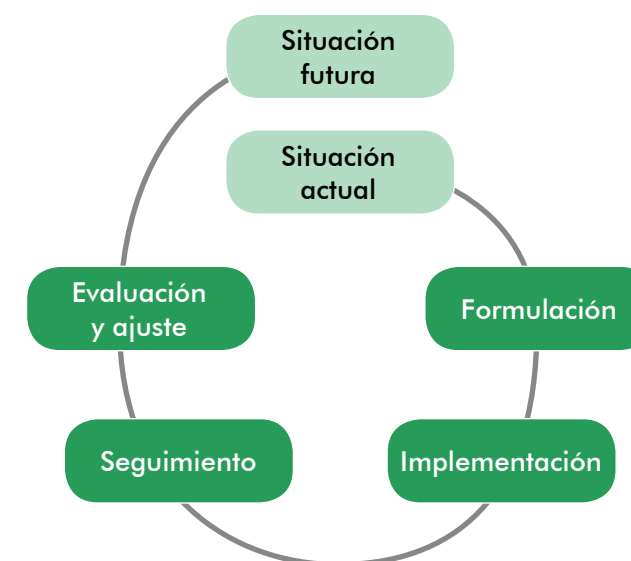 Situación
futura
Situación
actual
Evaluación
y ajuste
Formulación
Seguimiento
Implementación